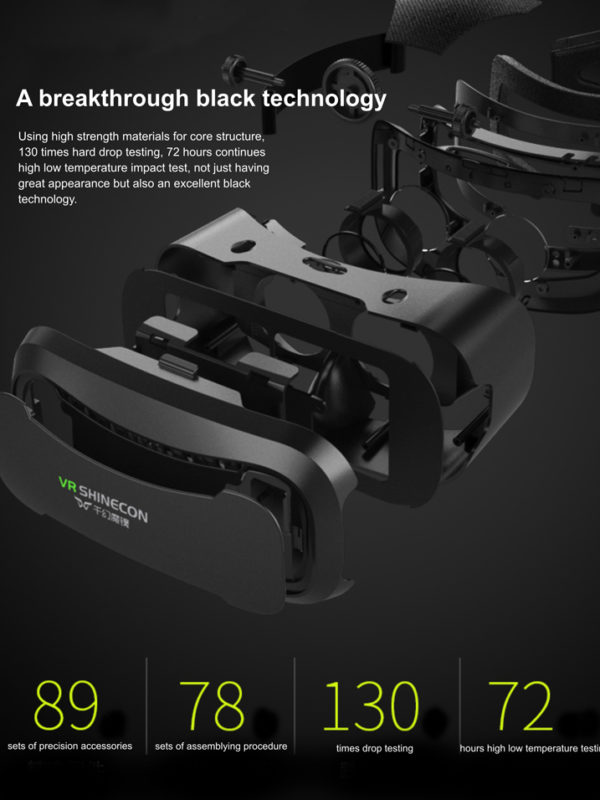 A breakthrough black technology
Using high strength materials for core structure,
130 times hard drop testing, 72 hours continues
high low temperature impact test, not just having
great appearance but also an excellent black
technology.
VR SHINECON
千幻魔镜
89
78
130
72
sets of precision accessories
sets of assemblying procedure
times drop testing
hours high low temperature testin